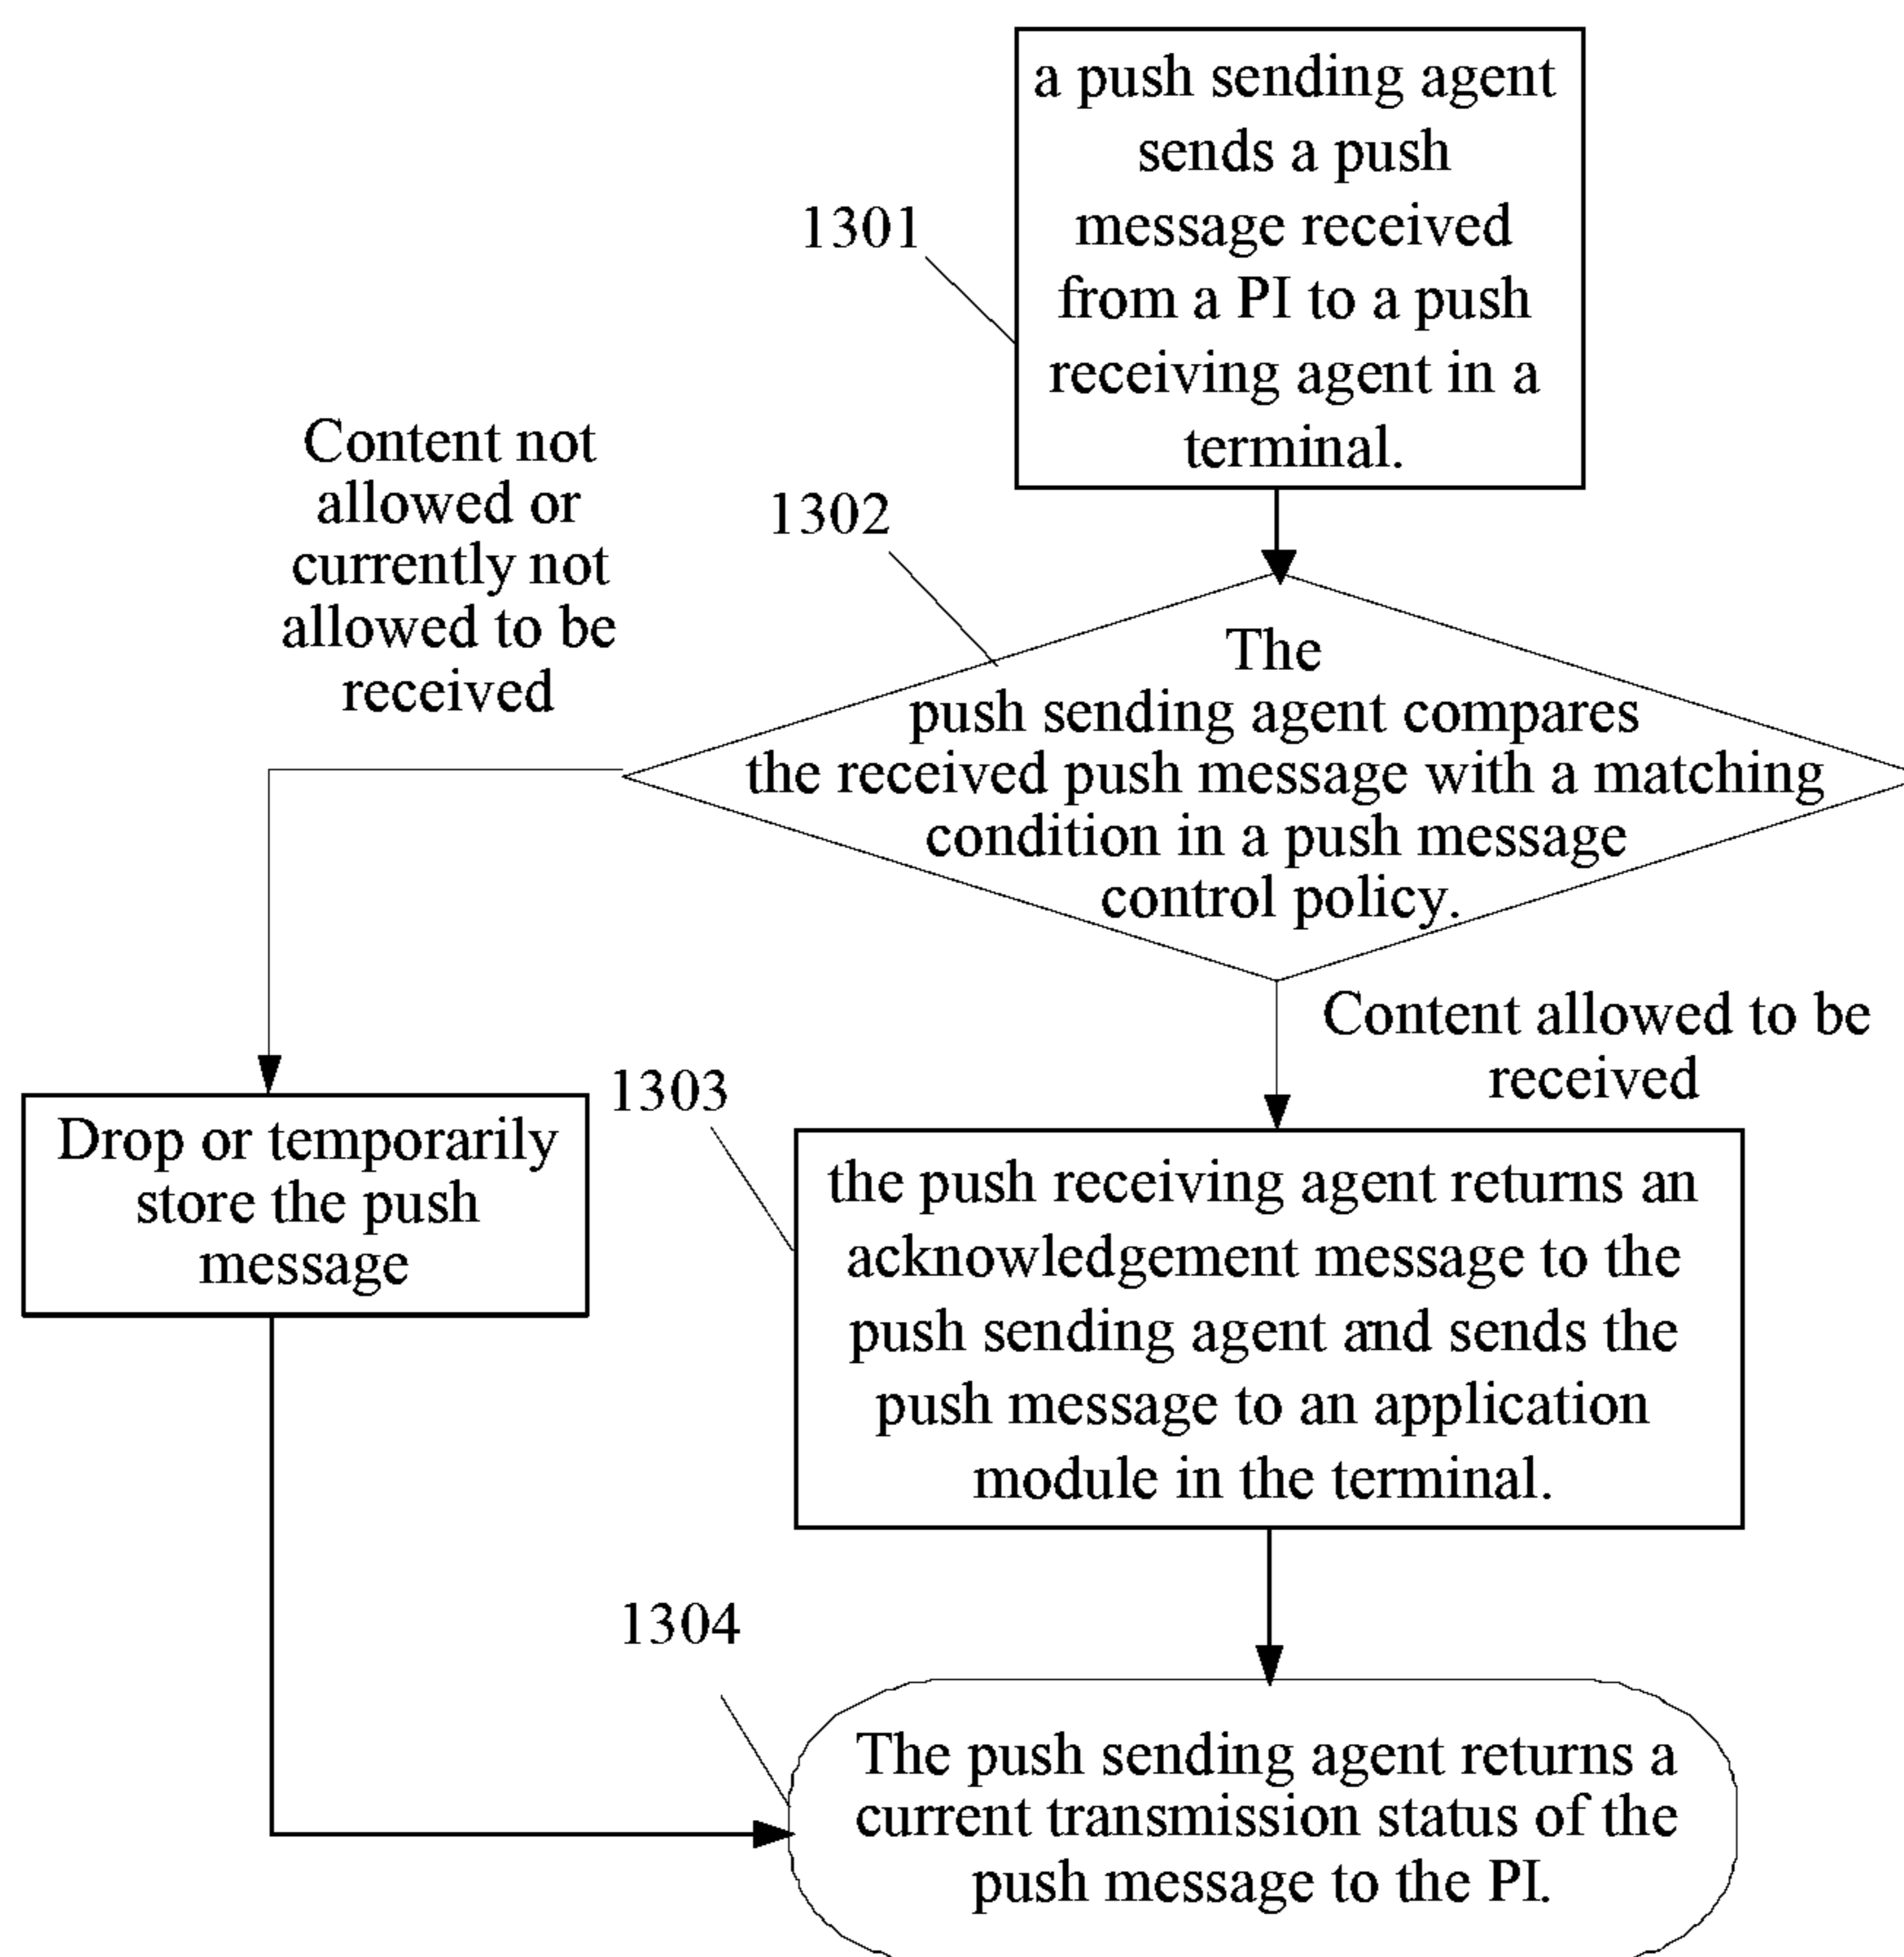 a push sending agent
sends a push
message received
from a PI to a push
receiving agent in a
terminal.
1301
Content not
allowed or
currently not
allowed to be
received
1302
The
push sending agent compares
the received push message with a matching
condition in a push message
control policy.
Content allowed to be
received
Drop or temporarily
store the push
message
1303
the push receiving agent returns an
acknowledgement message to the
push sending agent and sends the
push message to an application
module in the terminal.
1304
The push sending agent returns a
current transmission status of the
push message to the PI.